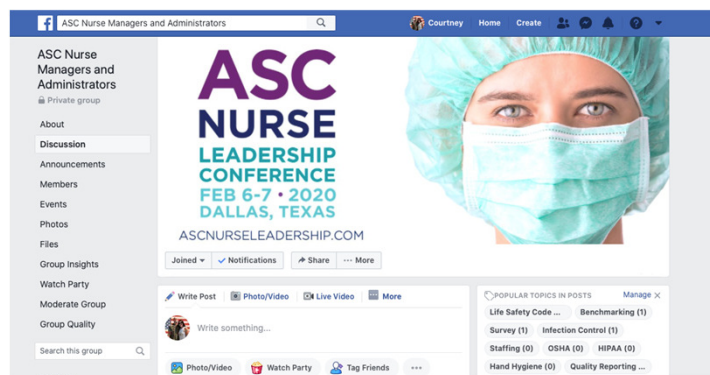 ASC Nurse Managers and Administrators
Courtney
Home
Create
ASC Nurse
Managers and
Administrators
Private group
About
Discussion
Announcements
Members
Events
Photos
Files
Group Insights
Watch Party
Moderate Group
Group Quality
Search this group
ASC
NURSE
LEADERSHIP
CONFERENCE
FEB 6-7 • 2020
DALLAS, TEXAS
ASCNURSELEADERSHIP.COM
Joined
Notifications
Share
More
Write Post
Photo/Video
Live Video
More
Write something...
Photo/Video
Watch Party
Tag Friends
POPULAR TOPICS IN POSTS
Manage
Life Safety Code ...
Benchmarking (1)
Survey (1)
Infection Control (1)
Staffing (0)
OSHA (0)
HIPAA (0)
Hand Hygiene (0)
Quality Reporting ...